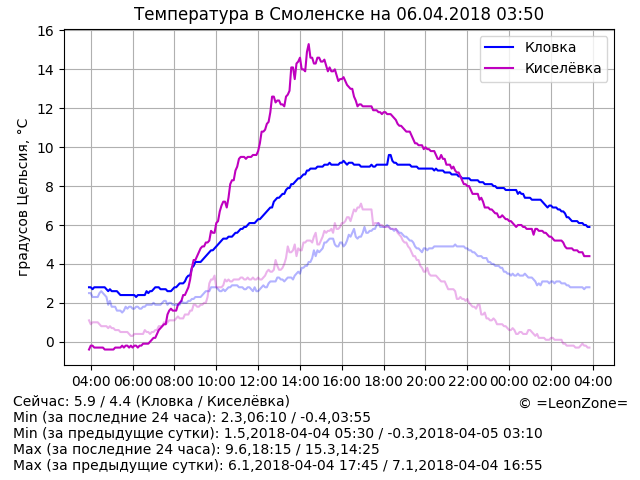 Температура в Смоленске на 06.04.2018 03:50
16
14
12
10
8
6
4
2
0
градусов Цельсия, °C
Кловка
Киселёвка
04:00 06:00 08:00 10:00 12:00 14:00 16:00 18:00 20:00 22:00 00:00 02:00 04:00
Сейчас: 5.9 / 4.4 (Кловка / Киселёвка)
© =LeonZone=
Min (за последние 24 часа): 2.3,06:10 / -0.4,03:55
Min (за предыдущие сутки): 1.5,2018-04-04 05:30 / -0.3,2018-04-05 03:10
Max (за последние 24 часа): 9.6,18:15 / 15.3,14:25
Max (за предыдущие сутки): 6.1,2018-04-04 17:45 / 7.1,2018-04-04 16:55